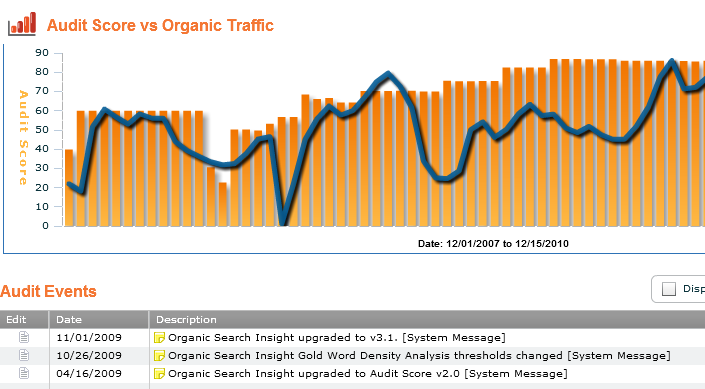 Audit Score vs Organic Traffic
90
80
70
60
50
40
30
20
10
0
Audit Score
Date: 12/01/2007 to 12/15/2010
Audit Events
Disp
Edit Date Description
11/01/2009 Organic Search Insight upgraded to v3.1. [System Message]
10/26/2009 Organic Search Insight Gold Word Density Analysis thresholds changed [System Message]
04/16/2009 Organic Search Insight upgraded to Audit Score v2.0 [System Message]